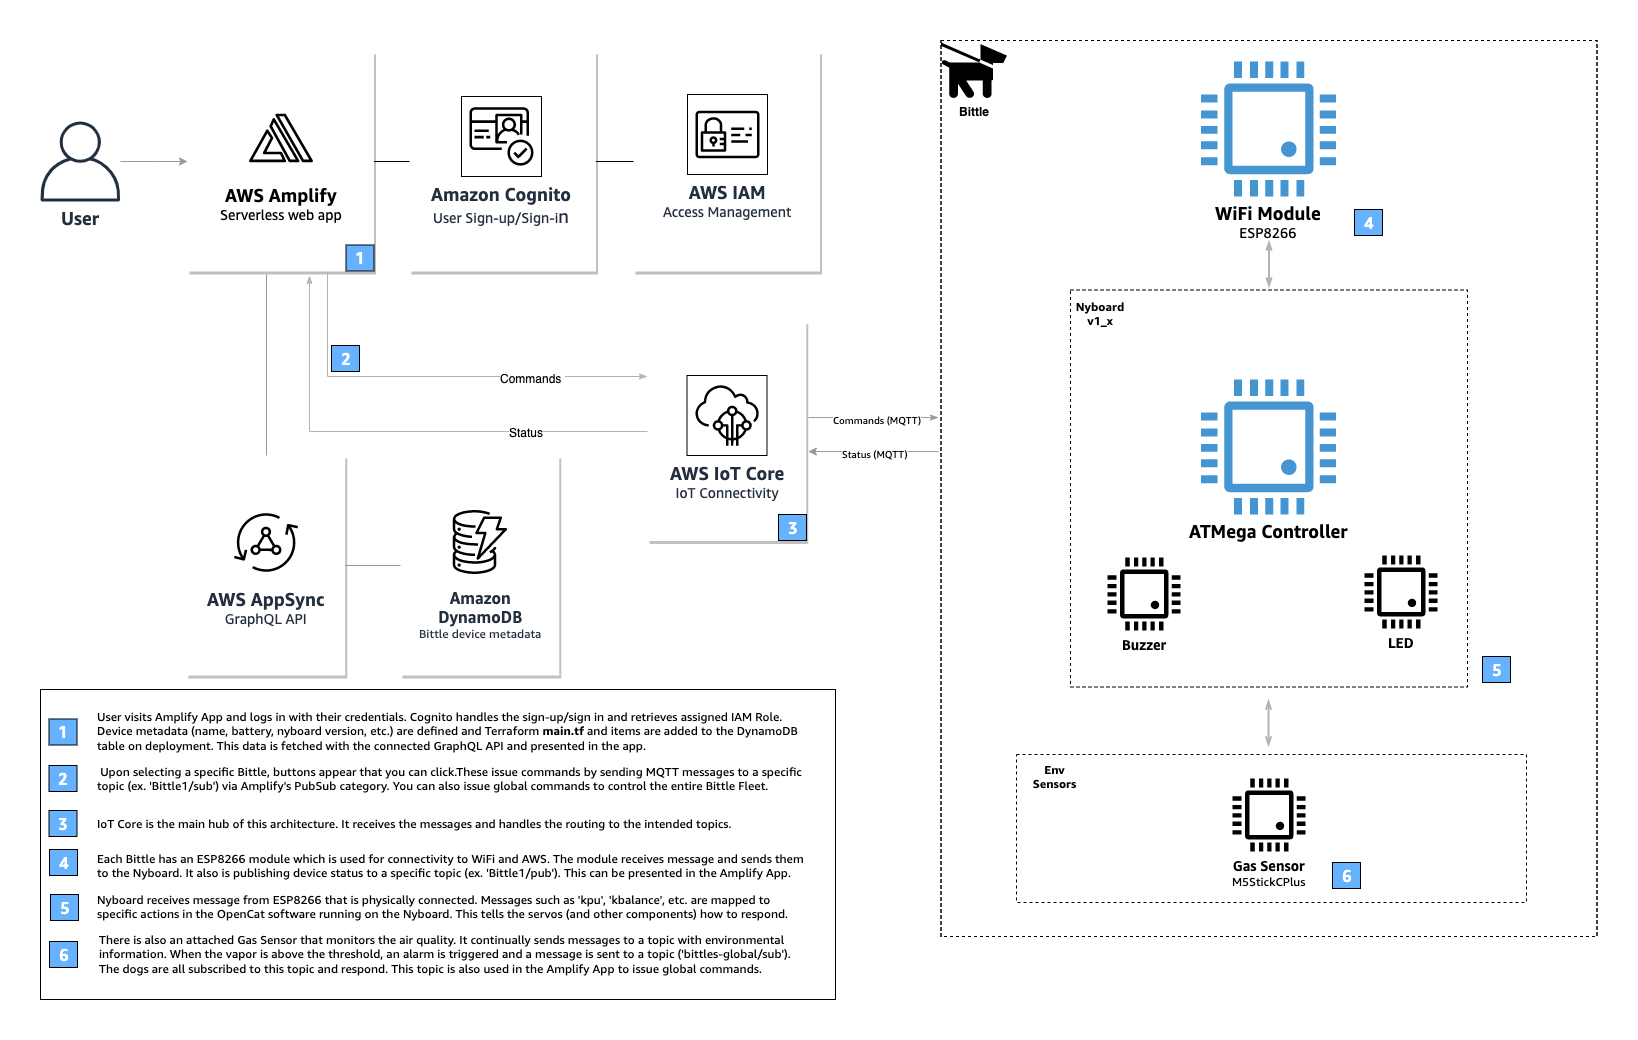 User
AWS Amplify
Serverless web app
1
Amazon Cognito
User Sign-up/Sign-in
AWS IAM
Access Management
2
Commands
Status
AWS IoT Core
IoT Connectivity
3
Commands (MQTT)
Status (MQTT)
AWS AppSync
GraphQL API
Amazon
DynamoDB
Bittle device metadata
Bittle
WiFi Module
ESP8266
4
Nyboard
v1_x
ATMega Controller
Buzzer
LED
5
Env
Sensors
Gas Sensor
M5StickCPlus
6
1
User visits Amplify App and logs in with their credentials. Cognito handles the sign-up/sign in and retrieves assigned IAM Role.
Device metadata (name, battery, nyboard version, etc.) are defined and Terraform main.tf and items are added to the DynamoDB
table on deployment. This data is fetched with the connected GraphQL API and presented in the app.
2
Upon selecting a specific Bittle, buttons appear that you can click.These issue commands by sending MQTT messages to a specific
topic (ex. 'Bittle1/sub') via Amplify's PubSub category. You can also issue global commands to control the entire Bittle Fleet.
3
IoT Core is the main hub of this architecture. It receives the messages and handles the routing to the intended topics.
4
Each Bittle has an ESP8266 module which is used for connectivity to WiFi and AWS. The module receives message and sends them
to the Nyboard. It also is publishing device status to a specific topic (ex. 'Bittle1/pub'). This can be presented in the Amplify App.
5
Nyboard receives message from ESP8266 that is physically connected. Messages such as 'kpu', 'kbalance', etc. are mapped to
specific actions in the OpenCat software running on the Nyboard. This tells the servos (and other components) how to respond.
6
There is also an attached Gas Sensor that monitors the air quality. It continually sends messages to a topic with environmental
information. When the vapor is above the threshold, an alarm is triggered and a message is sent to a topic ('bittles-global/sub').
The dogs are all subscribed to this topic and respond. This topic is also used in the Amplify App to issue global commands.